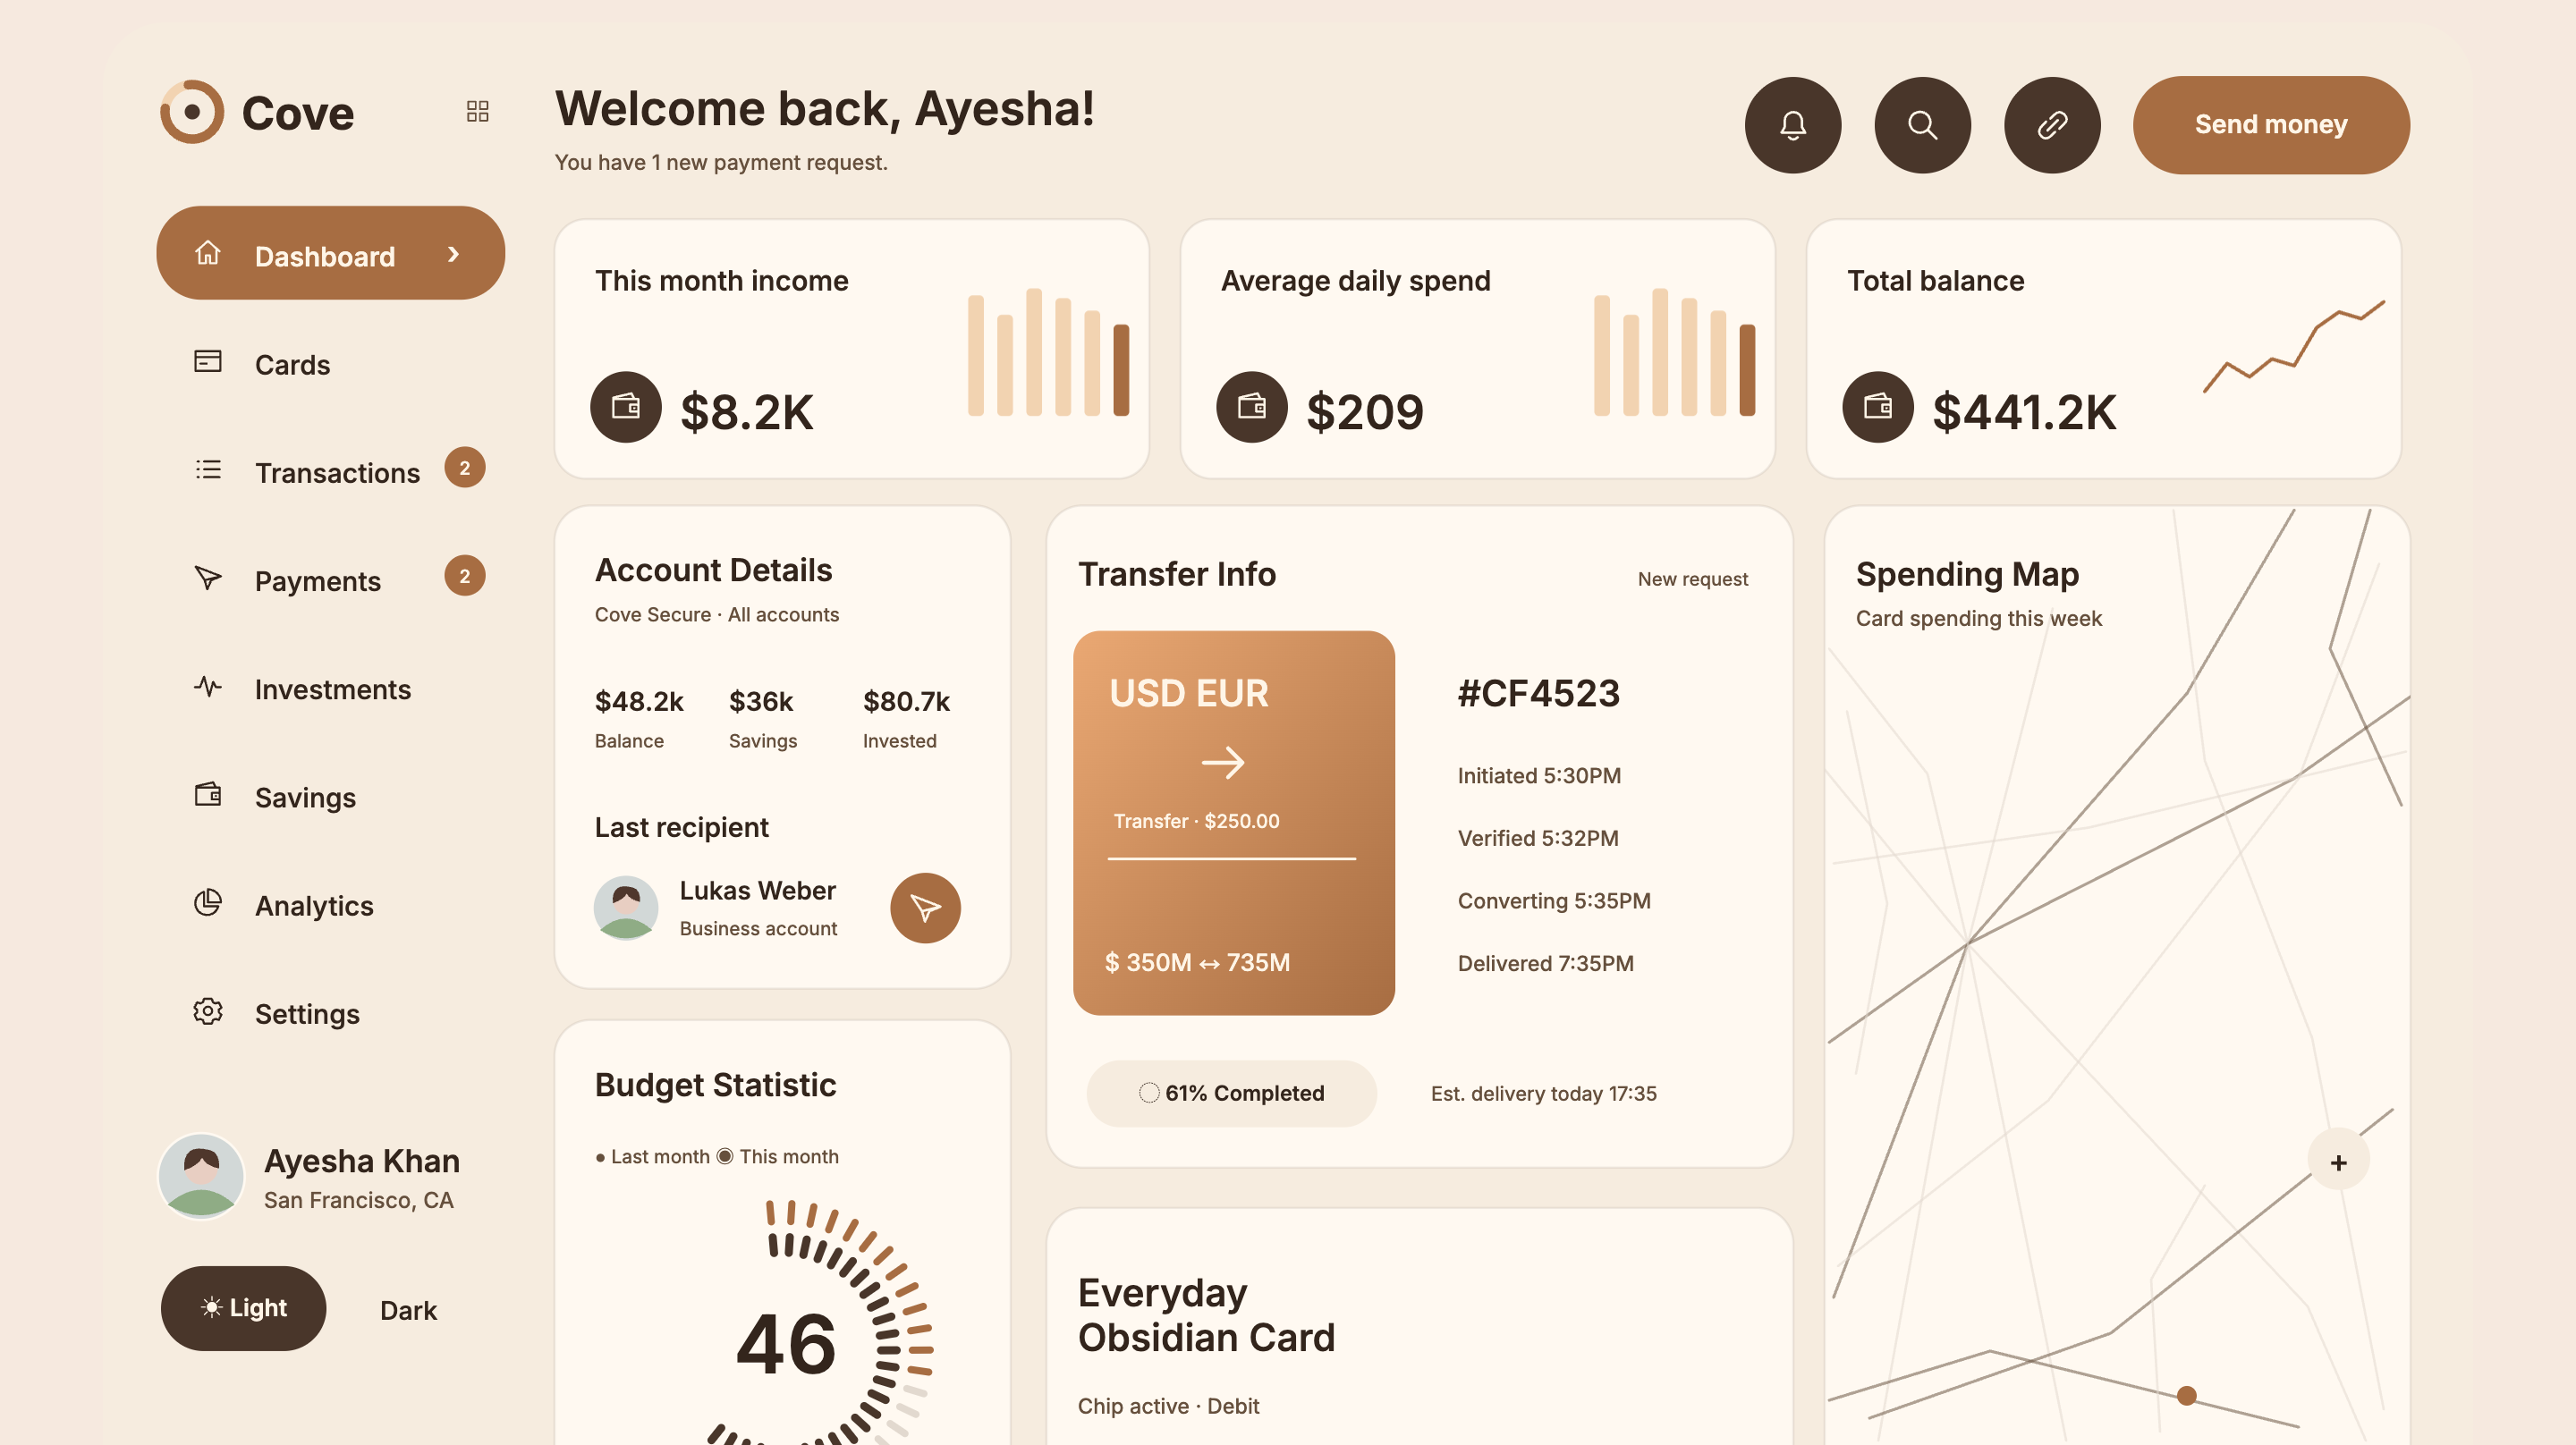 Cove
Dashboard
Cards
Transactions 2
Payments 2
Investments
Savings
Analytics
Settings
Ayesha Khan
San Francisco, CA
Light Dark
Welcome back, Ayesha!
You have 1 new payment request.
Send money
This month income
$8.2K
Average daily spend
$209
Total balance
$441.2K
Account Details
Cove Secure · All accounts
$48.2k $36k $80.7k
Balance Savings Invested
Last recipient
Lukas Weber
Business account
Budget Statistic
Last month This month
46
Transfer Info
New request
USD EUR
Transfer · $250.00
$ 350M ↔ 735M
#CF4523
Initiated 5:30PM
Verified 5:32PM
Converting 5:35PM
Delivered 7:35PM
61% Completed
Est. delivery today 17:35
Everyday
Obsidian Card
Chip active · Debit
Spending Map
Card spending this week
+